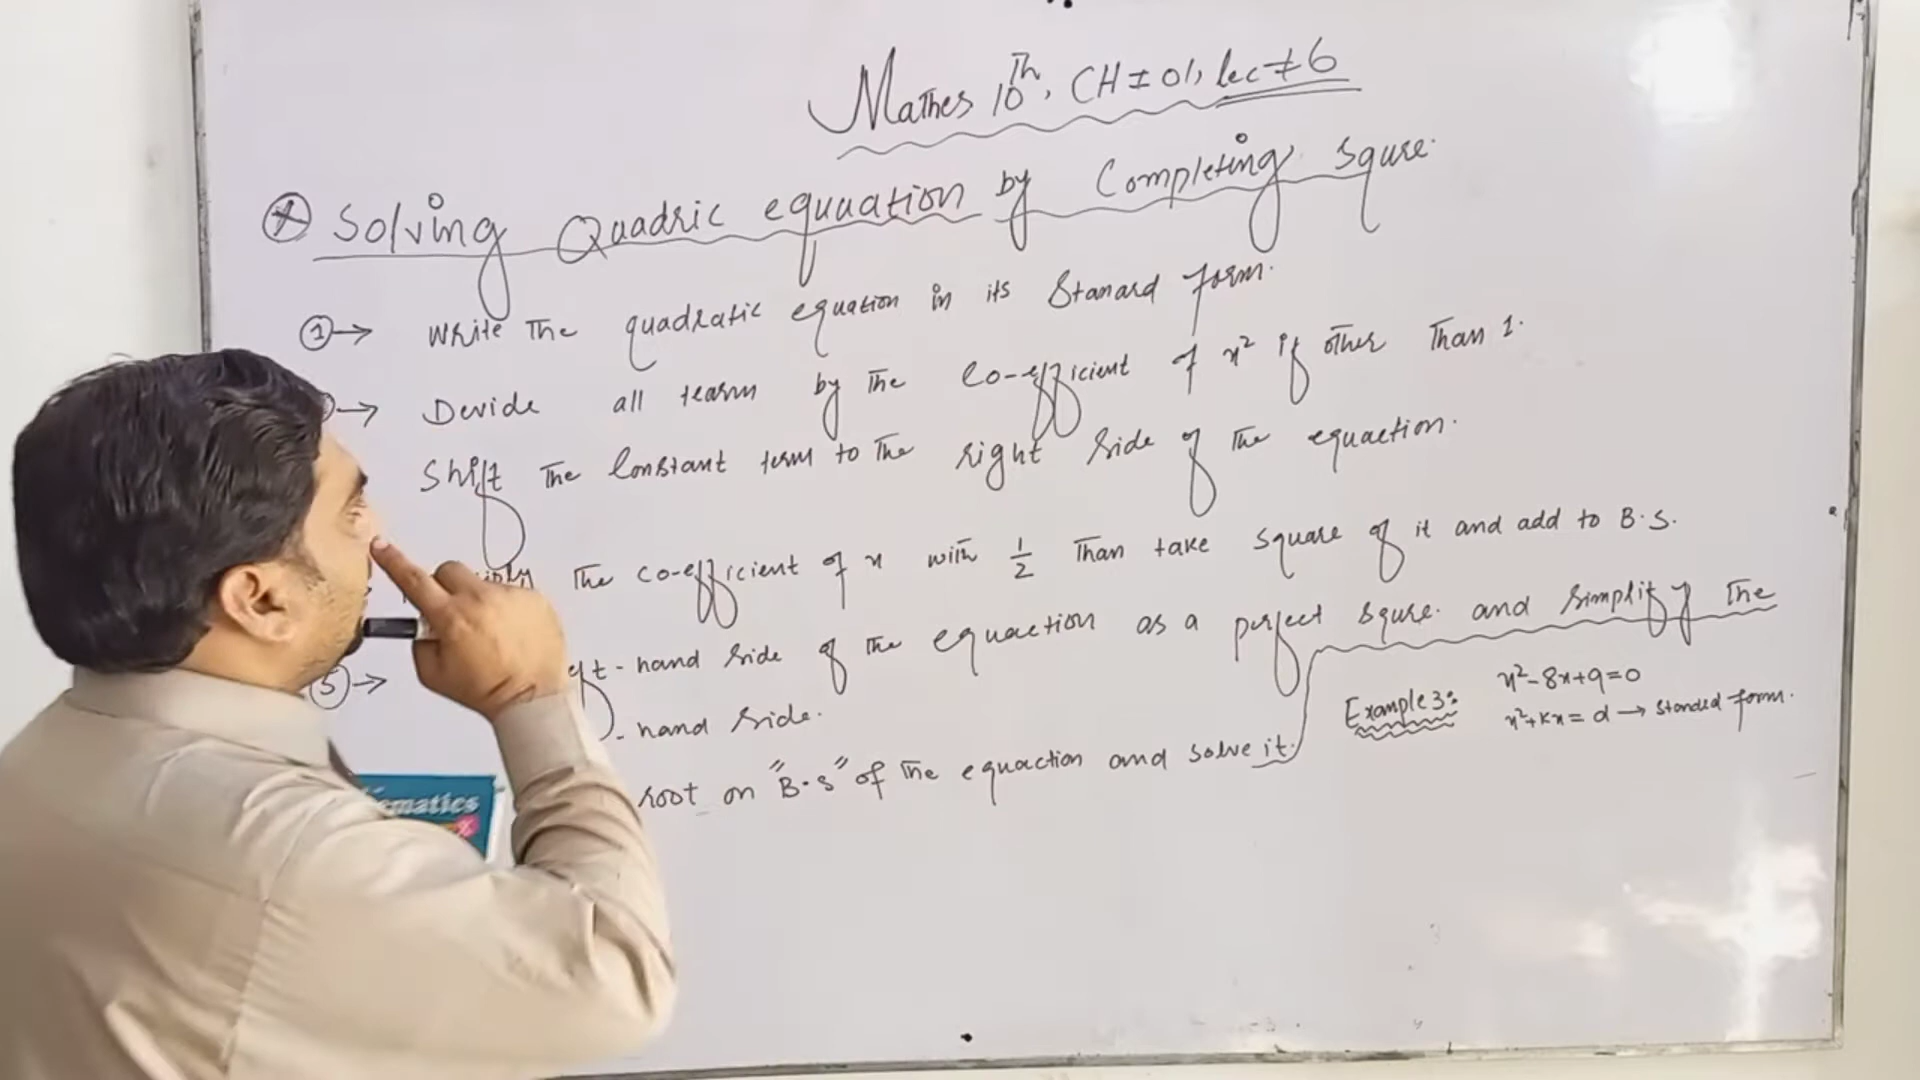 Mathes 10Th, CH # 01, lec # 6
Solving Quadric equuation by Completing squre.
1 → Write The quadratic equation in its Stanard form.
→ Devide all tearm by The Co-efficient of x² if other Than 1.
Shift The Constant term to The right Side of The equaction.
The co-efficient of x with 1/2 Than take square of it and add to B.S.
5 → - hand Side of The equaction as a perfect squre. and Simplify The
- hand Side.
root on "B.S" of The equaction and solve it.
Example 3: x² - 8x + 9 = 0
x² + kx = d → Standed form.
ematics